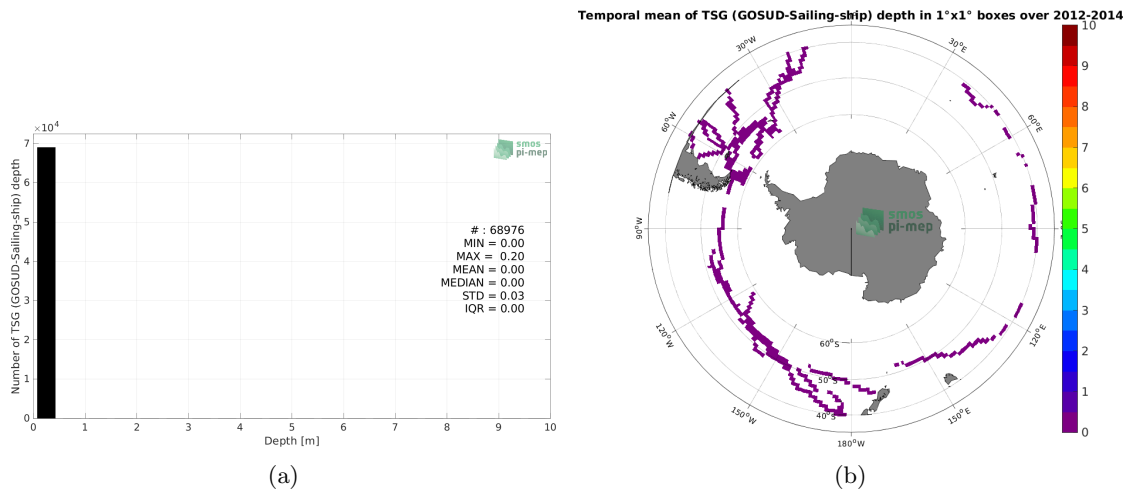 Temporal mean of TSG (GOSUD-Sailing-ship) depth in 1°x1° boxes over 2012-2014
×10⁴
7
6
5
4
3
2
1
0
Number of TSG (GOSUD-Sailing-ship) depth
smos
pi-mep
# : 68976
MIN = 0.00
MAX = 0.20
MEAN = 0.00
MEDIAN = 0.00
STD = 0.03
IQR = 0.00
0 1 2 3 4 5 6 7 8 9 10
Depth [m]
(a)
30°W
30°E
60°W
60°E
90°W
120°W
120°E
150°W
150°E
180°W
60°S
50°S
40°S
smos
pi-mep
10
9
8
7
6
5
4
3
2
1
0
(b)